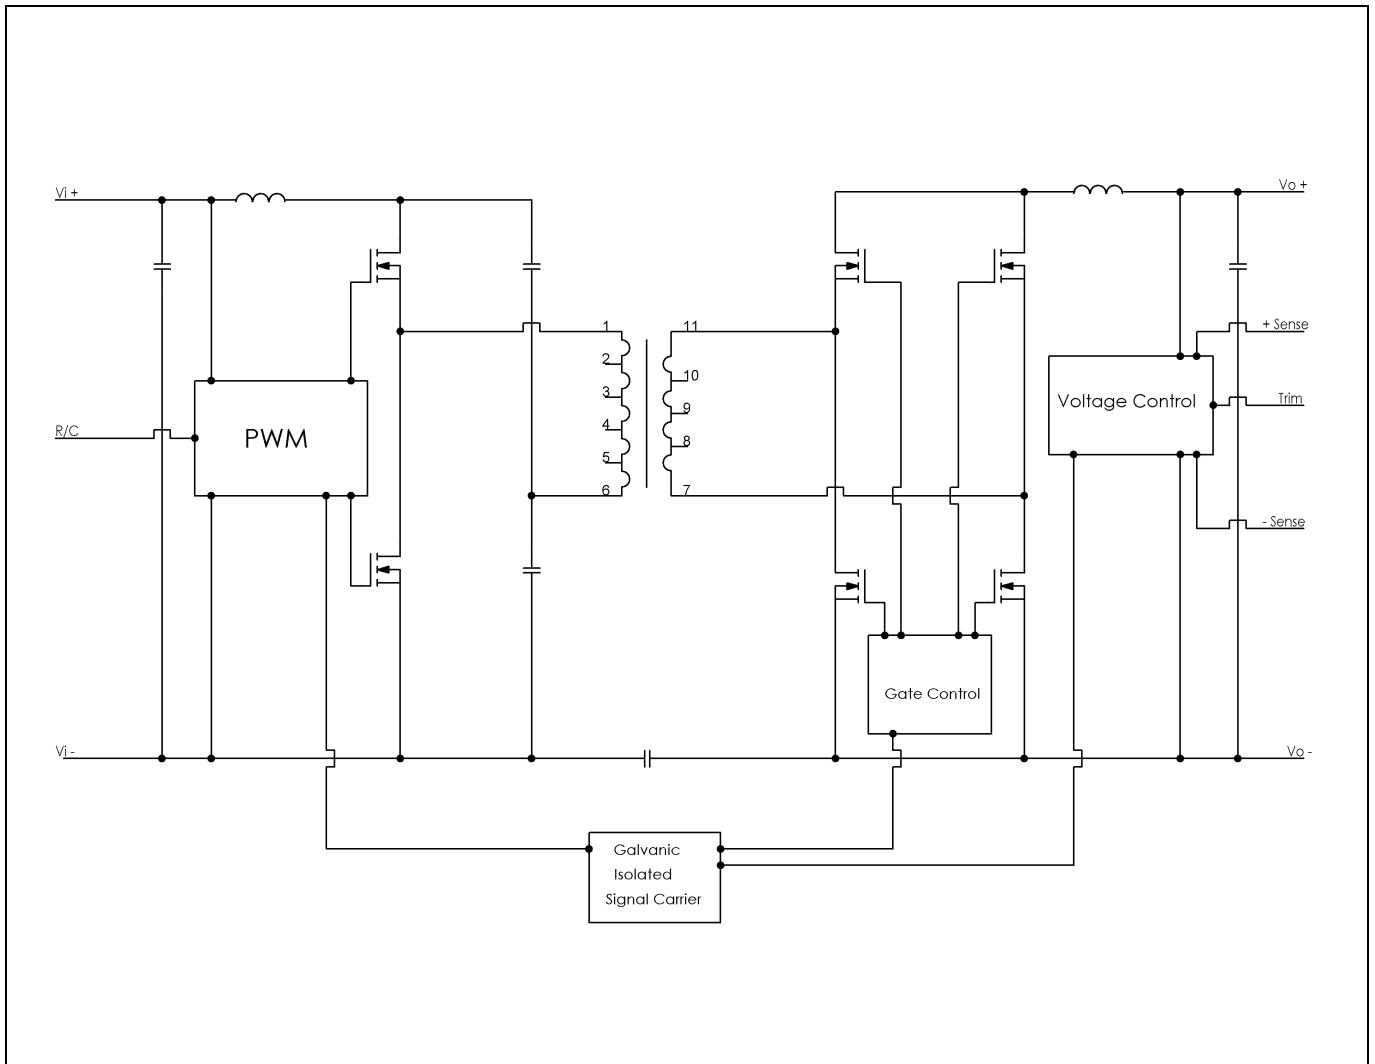 Vi +
Vo +
1
11
+ Sense
2
10
3
9
Voltage Control
Trim
4
R/C
PWM
8
5
6
7
- Sense
Gate Control
Vi -
Vo -
Galvanic
Isolated
Signal Carrier